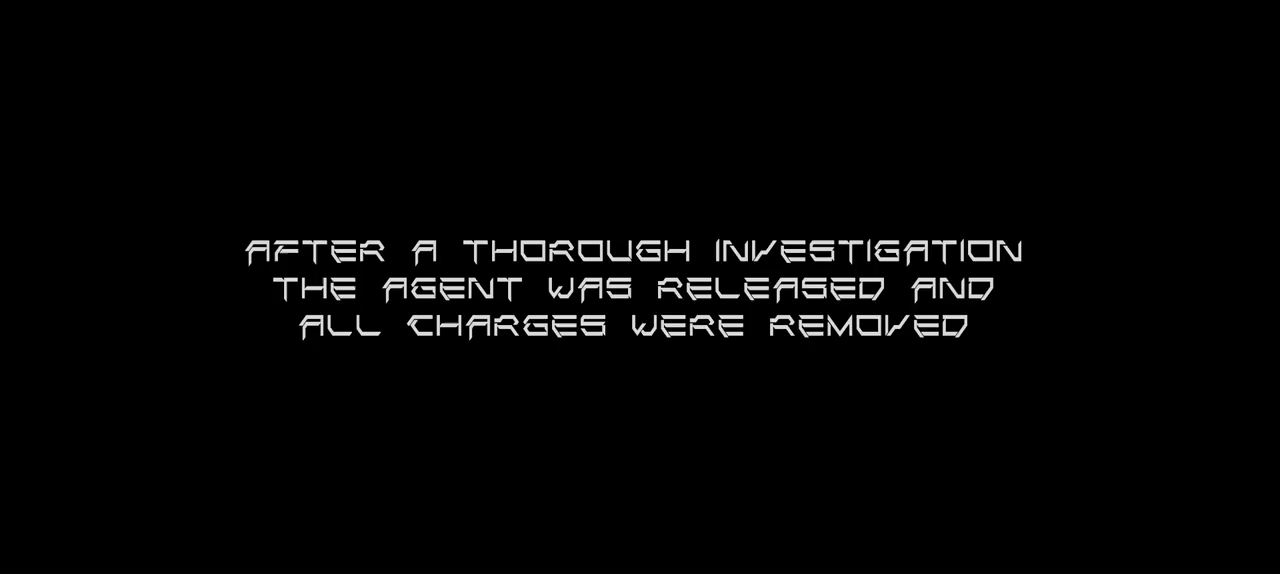 AFTER A THOROUGH INVESTIGATION
THE AGENT WAS RELEASED AND
ALL CHARGES WERE REMOVED